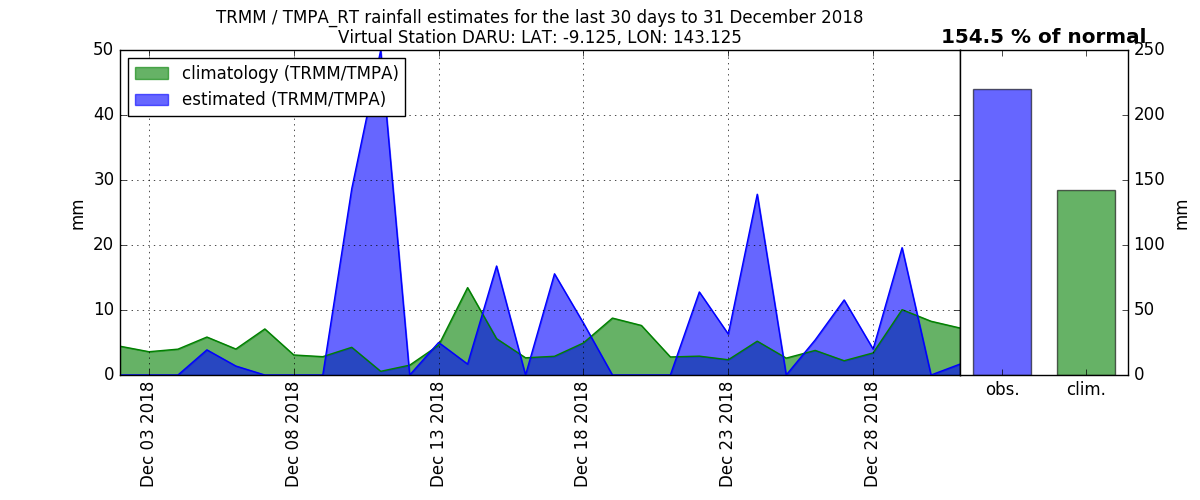 TRMM / TMPA_RT rainfall estimates for the last 30 days to 31 December 2018
Virtual Station DARU: LAT: -9.125, LON: 143.125
154.5 % of normal
climatology (TRMM/TMPA)
estimated (TRMM/TMPA)
50
40
30
20
10
0
mm
250
200
150
100
50
0
mm
Dec 03 2018
Dec 08 2018
Dec 13 2018
Dec 18 2018
Dec 23 2018
Dec 28 2018
obs.
clim.